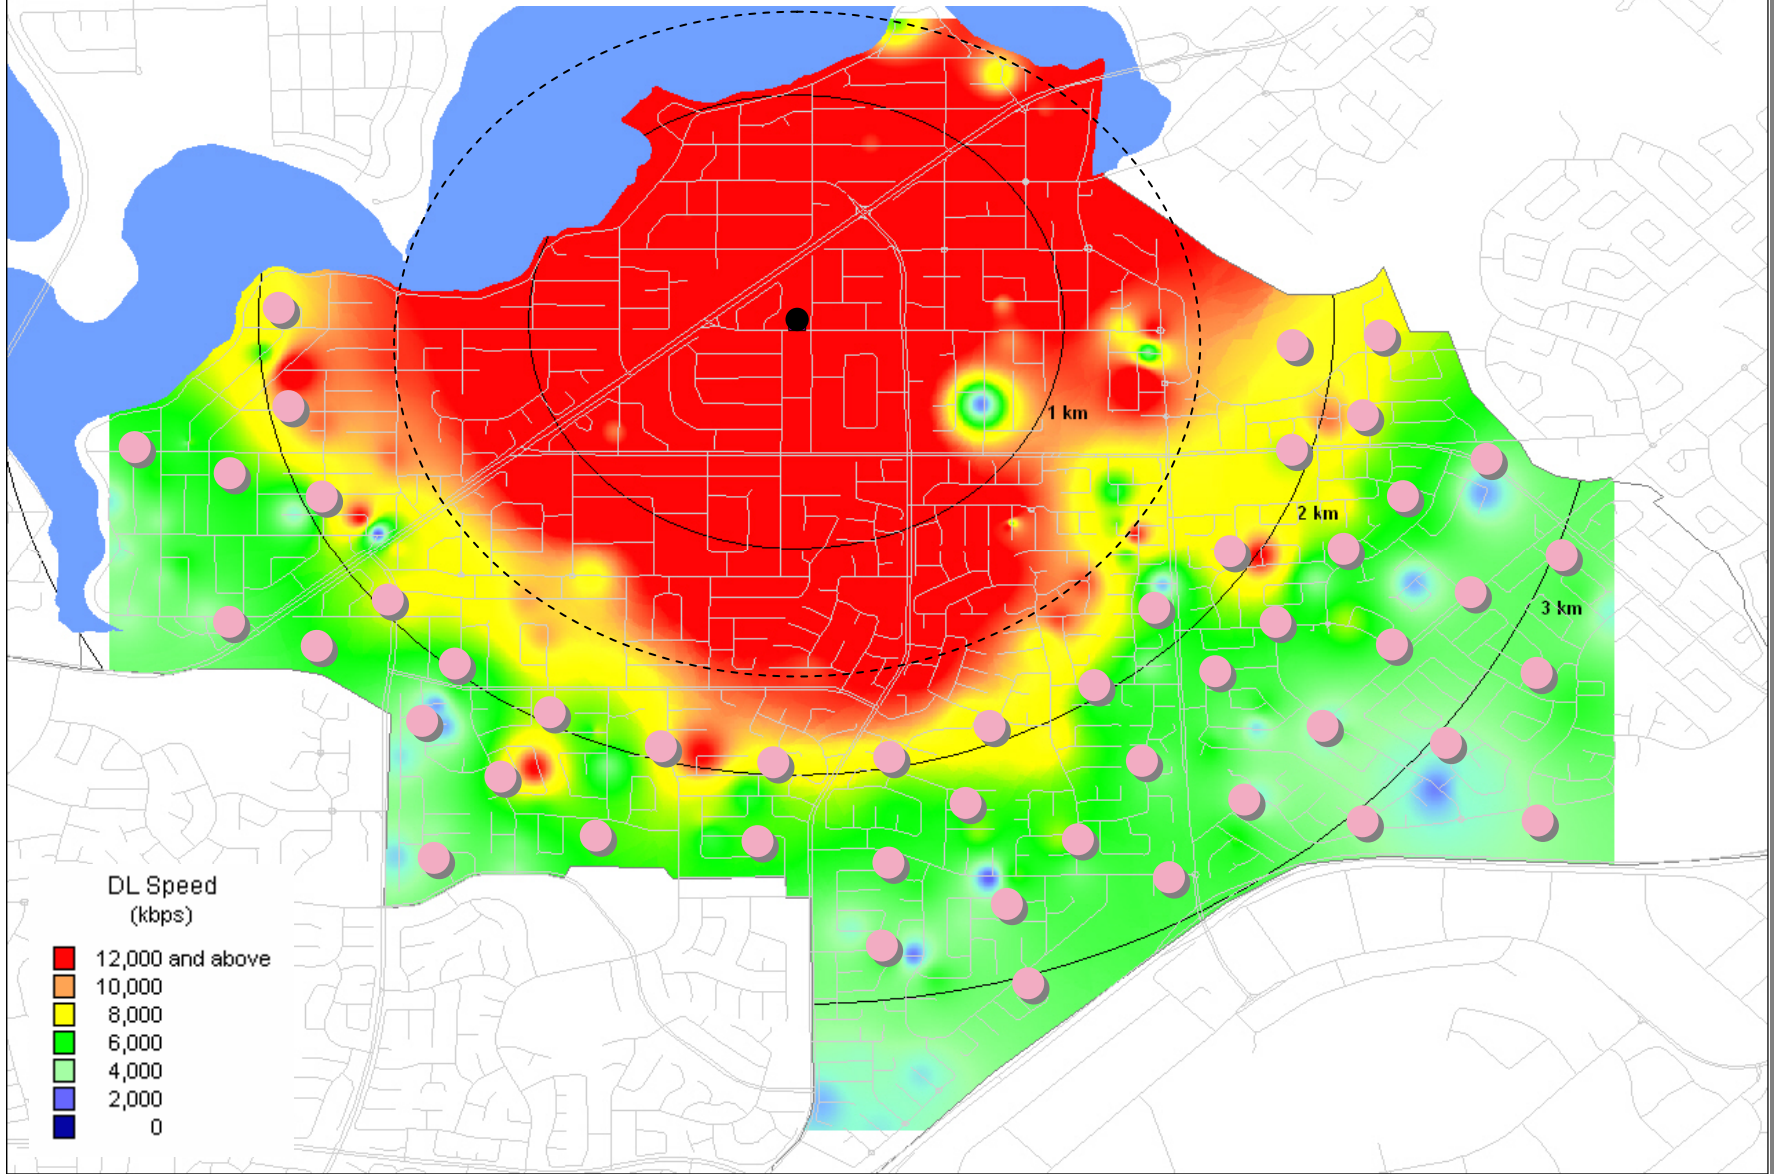 1 km
2 km
3 km
DL Speed
(kbps)
12,000 and above
10,000
8,000
6,000
4,000
2,000
0